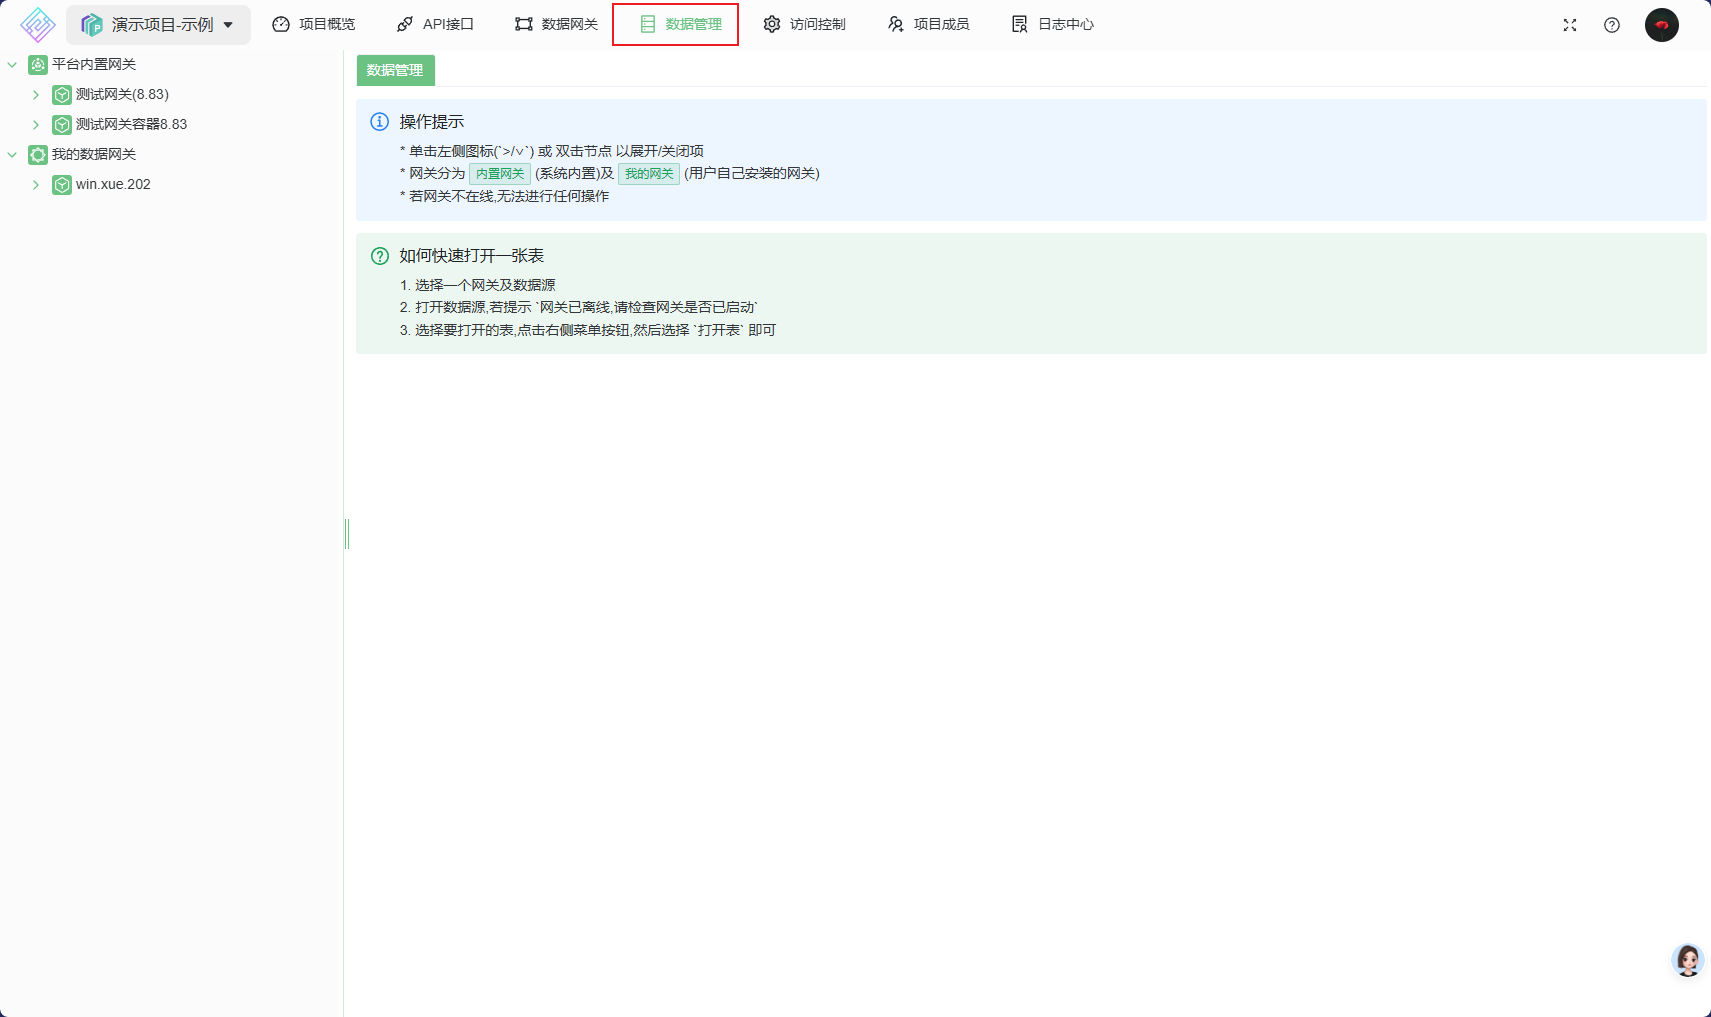 演示项目-示例
项目概览
API接口
数据网关
数据管理
访问控制
项目成员
日志中心
平台内置网关
测试网关(8.83)
测试网关容器8.83
我的数据网关
win.xue.202
数据管理
操作提示
* 单击左侧图标(`>/∨`) 或 双击节点 以展开/关闭项
* 网关分为 内置网关 (系统内置)及 我的网关 (用户自己安装的网关)
* 若网关不在线,无法进行任何操作
如何快速打开一张表
1. 选择一个网关及数据源
2. 打开数据源,若提示 `网关已离线,请检查网关是否已启动`
3. 选择要打开的表,点击右侧菜单按钮,然后选择 `打开表` 即可